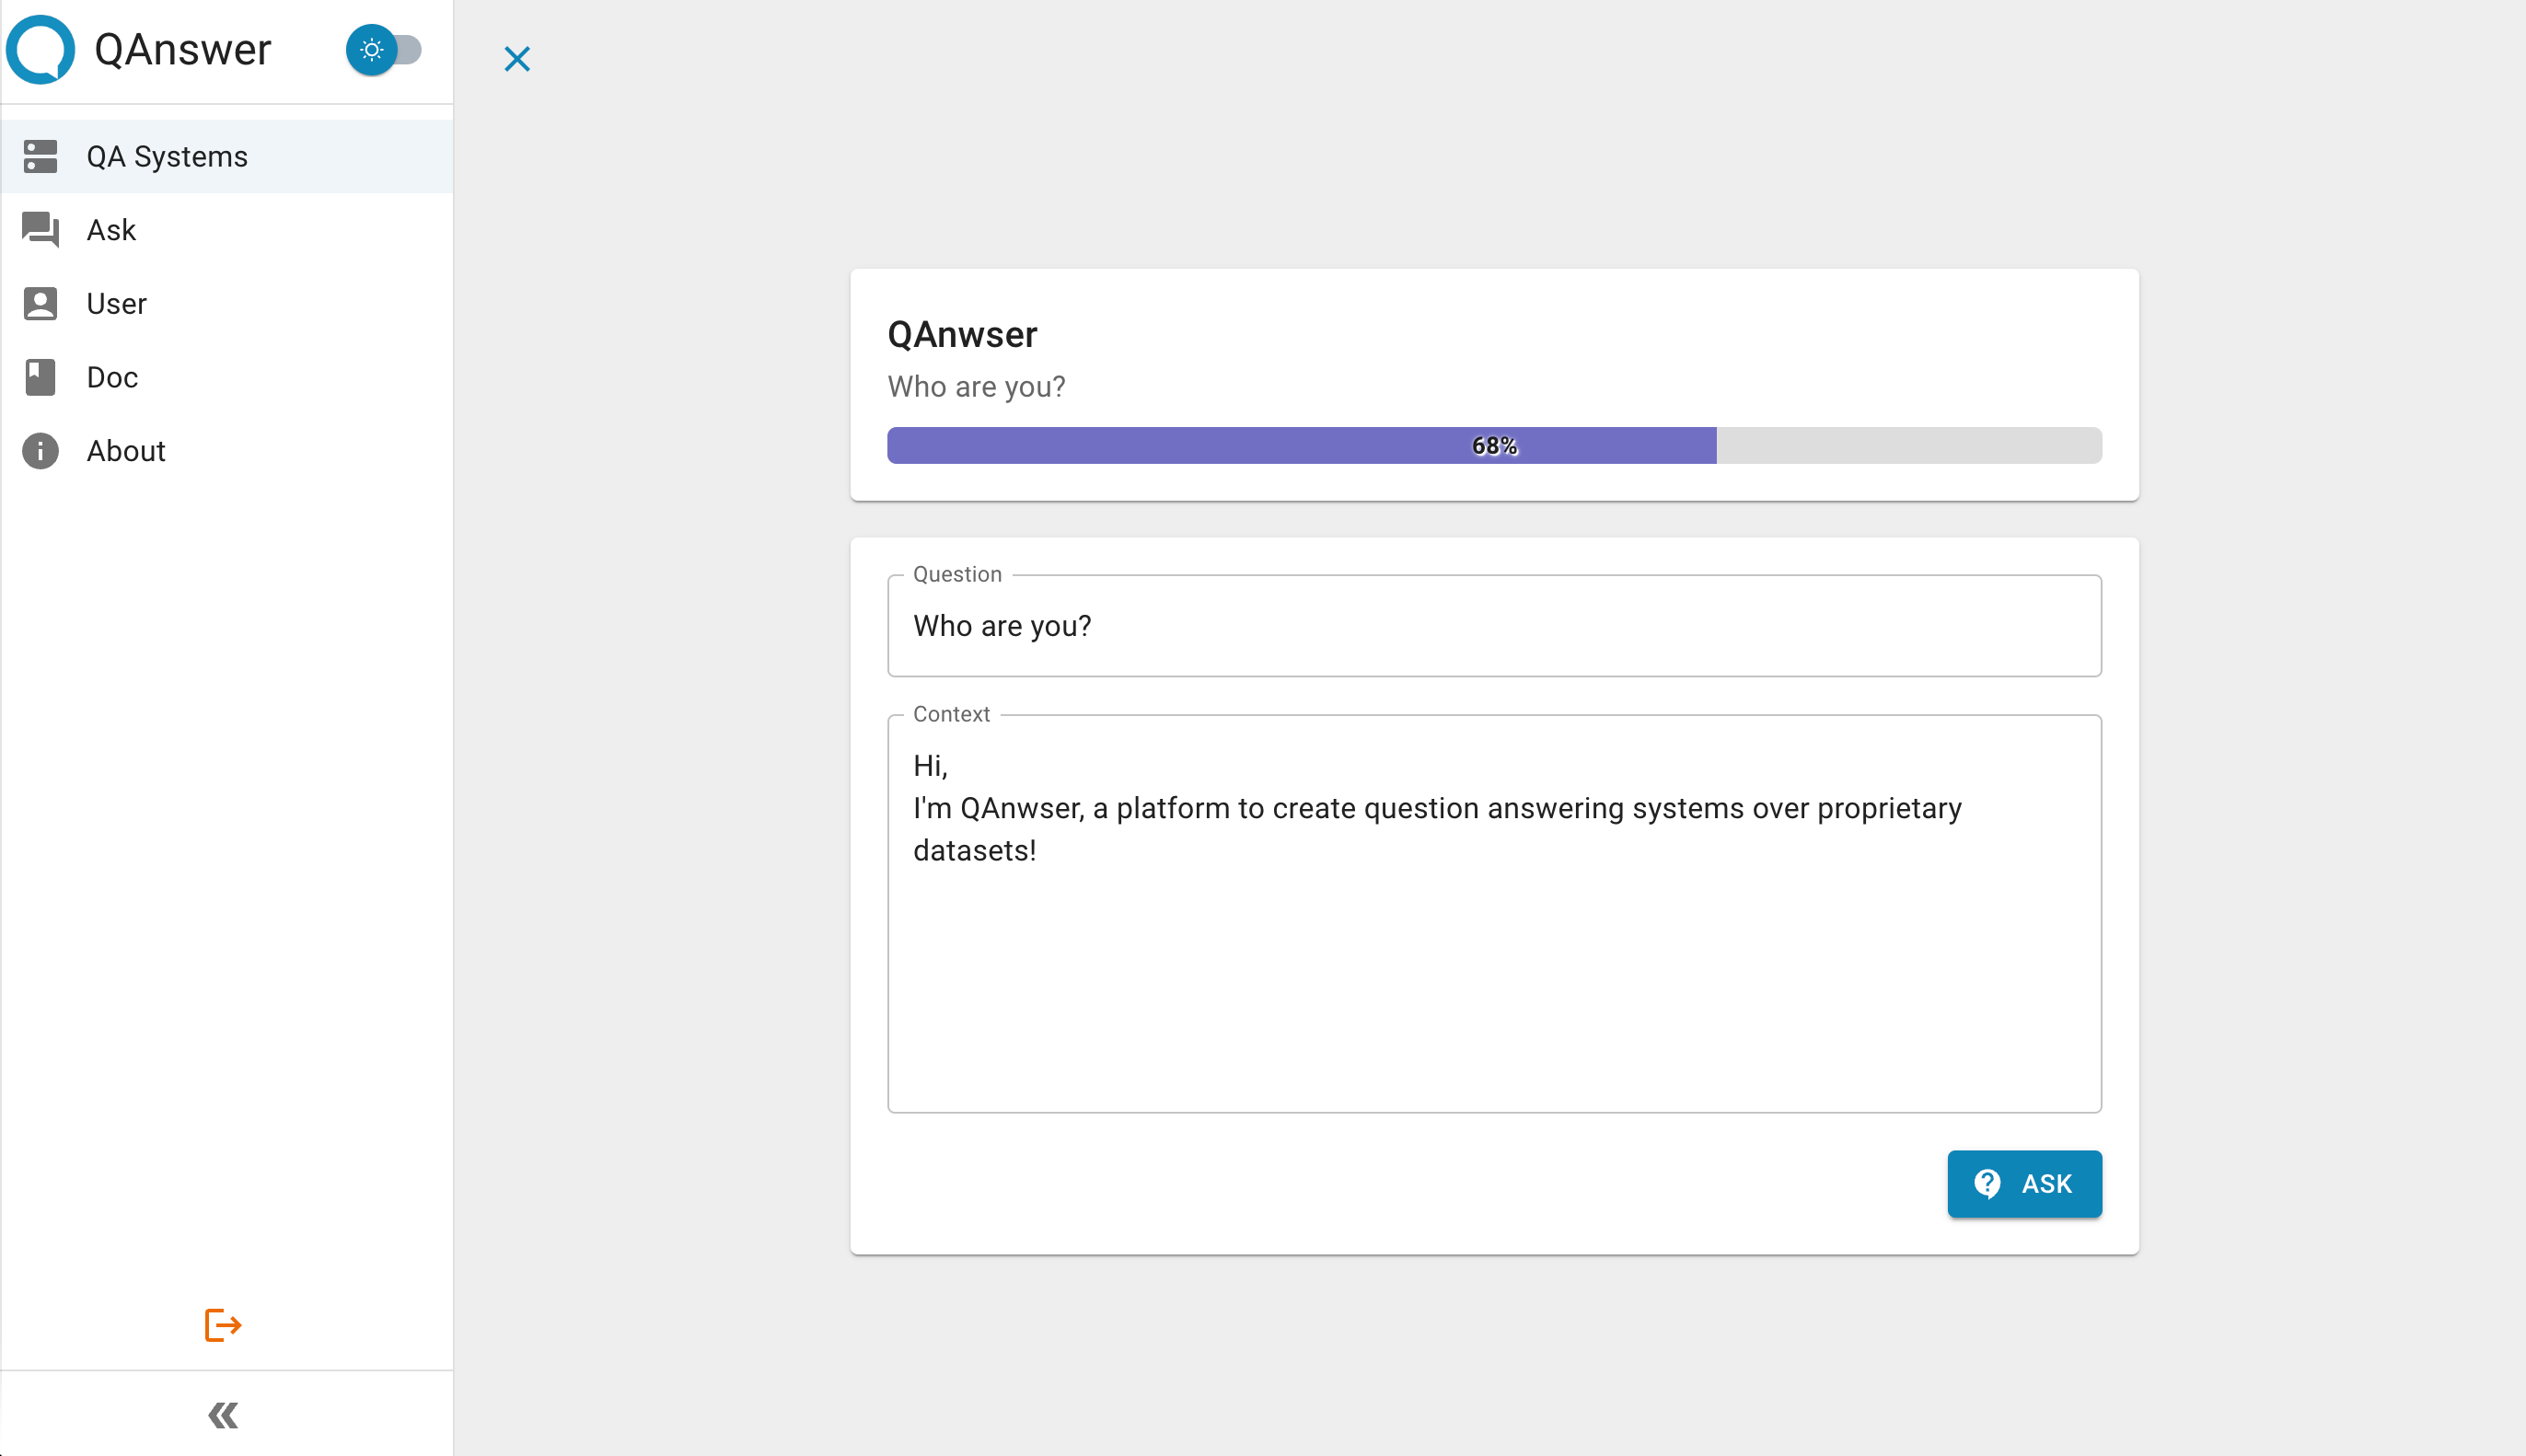 QAnswer
QA Systems
Ask
User
Doc
About
QAnwser
Who are you?
68%
Question
Who are you?
Context
Hi,
I'm QAnwser, a platform to create question answering systems over proprietary
datasets!
ASK